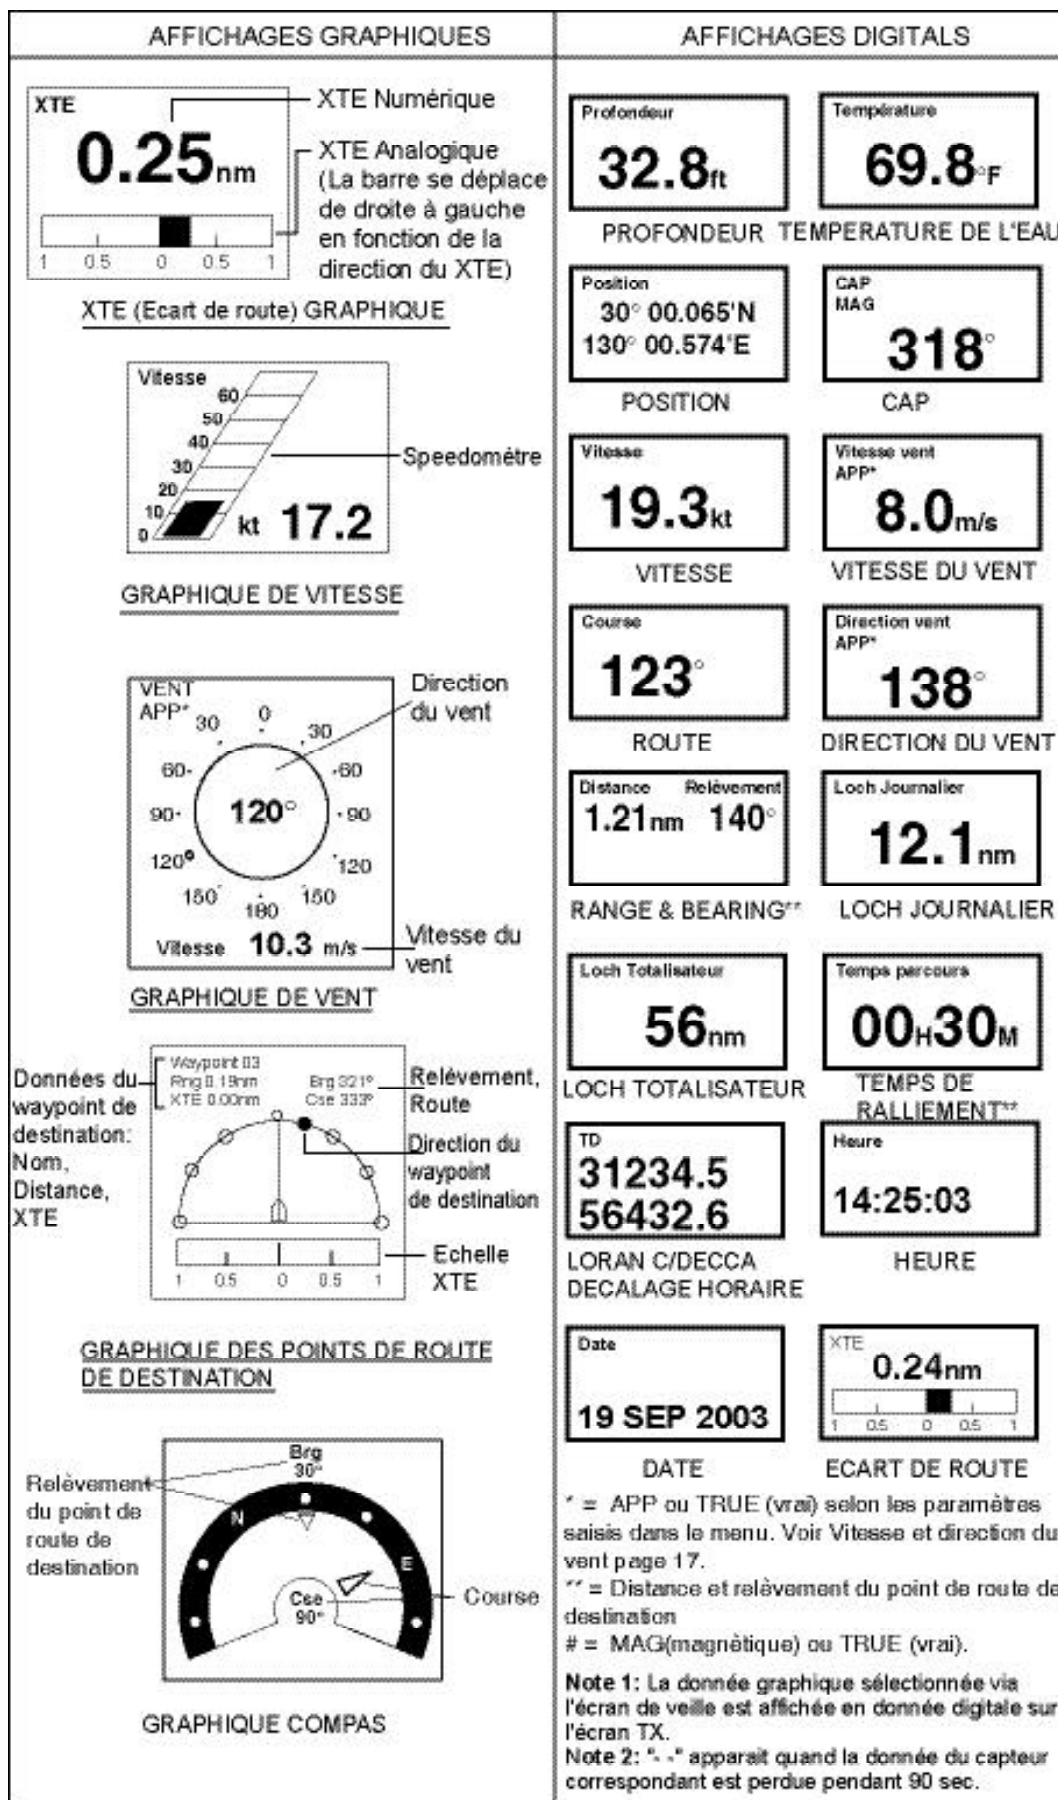 AFFICHAGES GRAPHIQUES
XTE
0.25nm
1 0.5 0 0.5 1
XTE Numérique
XTE Analogique
(La barre se déplace
de droite à gauche
en fonction de la
direction du XTE)
XTE (Ecart de route) GRAPHIQUE
Vitesse
60
50
40
30
20
10
0
kt 17.2
Speedomètre
GRAPHIQUE DE VITESSE
VENT
APP*
0
30 30
60 60
90 90
120 120
150 150
180
120°
Vitesse 10.3 m/s
Direction
du vent
Vitesse du
vent
GRAPHIQUE DE VENT
Données du
waypoint de
destination:
Nom,
Distance,
XTE
Waypoint 03
Rng 0.19nm Brg 321°
XTE 0.00nm Cse 333°
1 0.5 0 0.5 1
Relèvement,
Route
Direction du
waypoint
de destination
Echelle
XTE
GRAPHIQUE DES POINTS DE ROUTE
DE DESTINATION
Relèvement
du point de
route de
destination
Brg
30°
N
E
Cse
90°
Course
GRAPHIQUE COMPAS
AFFICHAGES DIGITALS
Profondeur
32.8ft
PROFONDEUR
Température
69.8°F
TEMPERATURE DE L'EAU
Position
30° 00.065'N
130° 00.574'E
POSITION
CAP
MAG
318°
CAP
Vitesse
19.3kt
VITESSE
Vitesse vent
APP*
8.0m/s
VITESSE DU VENT
Course
123°
ROUTE
Direction vent
APP*
138°
DIRECTION DU VENT
Distance Relèvement
1.21nm 140°
RANGE & BEARING**
Loch Journalier
12.1nm
LOCH JOURNALIER
Loch Totalisateur
56nm
LOCH TOTALISATEUR
Temps parcours
00H30M
TEMPS DE
RALLIEMENT**
TD
31234.5
56432.6
LORAN C/DECCA
DECALAGE HORAIRE
Heure
14:25:03
HEURE
Date
19 SEP 2003
DATE
XTE
0.24nm
1 0.5 0 0.5 1
ECART DE ROUTE
* = APP ou TRUE (vrai) selon les paramètres
saisis dans le menu. Voir Vitesse et direction du
vent page 17.
** = Distance et relèvement du point de route de
destination
# = MAG(magnètique) ou TRUE (vrai).
Note 1: La donnée graphique sélectionnée via
l'écran de veille est affichée en donnée digitale sur
l'écran TX.
Note 2: "- -" apparait quand la donnée du capteur
correspondant est perdue pendant 90 sec.